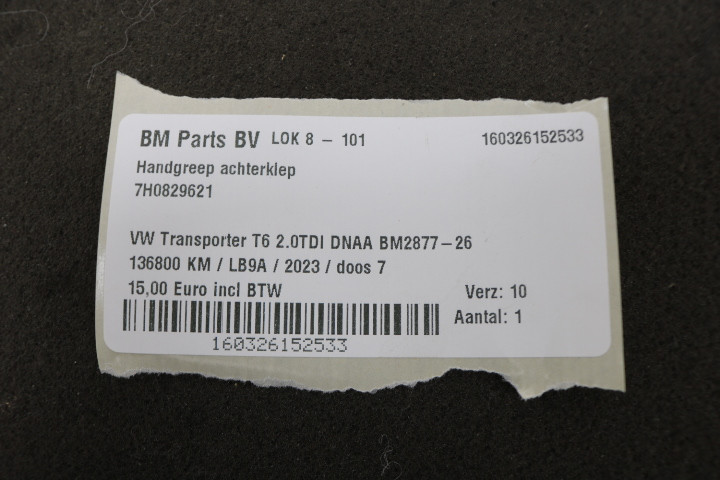 BM Parts BV LOK 8 - 101 160326152533
Handgreep achterklep
7H0829621
VW Transporter T6 2.0TDI DNAA BM2877-26
136800 KM / LB9A / 2023 / doos 7
15,00 Euro incl BTW Verz: 10
Aantal: 1
160326152533